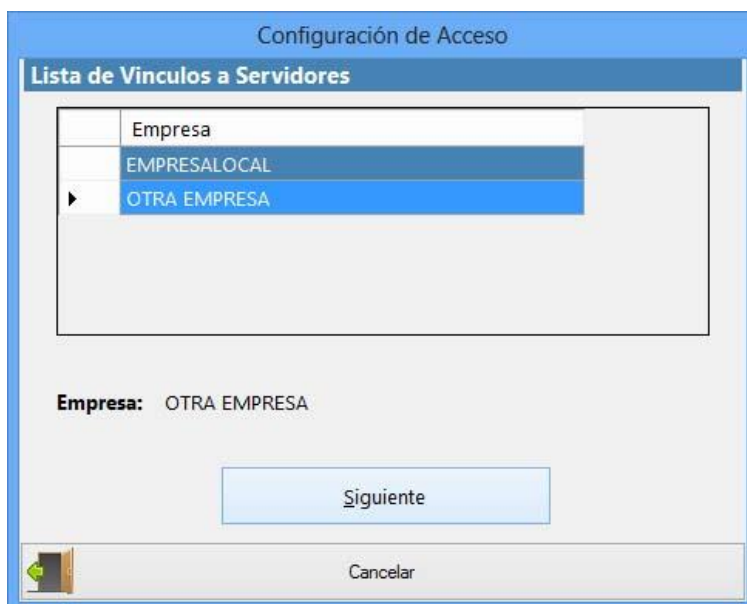 Configuración de Acceso
Lista de Vinculos a Servidores
Empresa
EMPRESALOCAL
OTRA EMPRESA
Empresa: OTRA EMPRESA
Siguiente
Cancelar